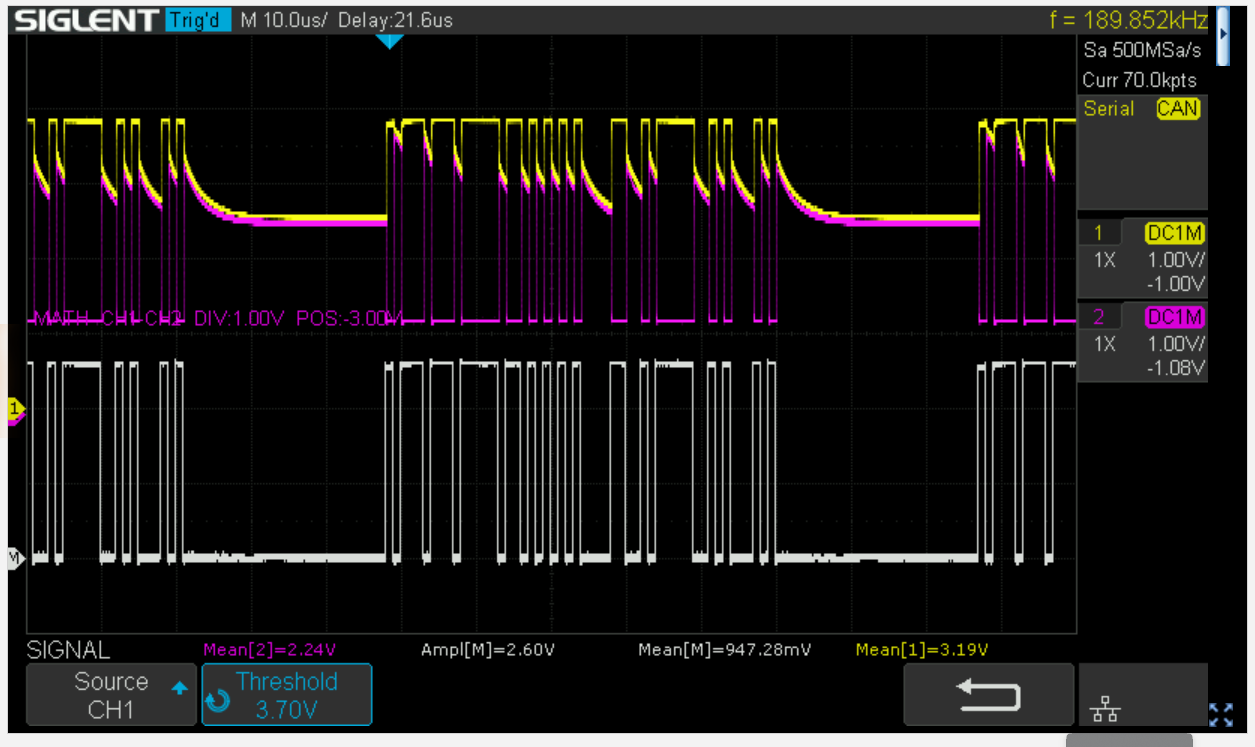 SIGLENT Trig'd M 10.0us/ Delay:21.6us f = 189.852kHz
Sa 500MSa/s
Curr 70.0kpts
Serial CAN
1 DC1M
1X 1.00V/
-1.00V
MATH CH1-CH2 DIV:1.00V POS:-3.00V
2 DC1M
1X 1.00V/
-1.08V
1
M
SIGNAL Mean[2]=2.24V Ampl[M]=2.60V Mean[M]=947.28mV Mean[1]=3.19V
Source
CH1
Threshold
3.70V